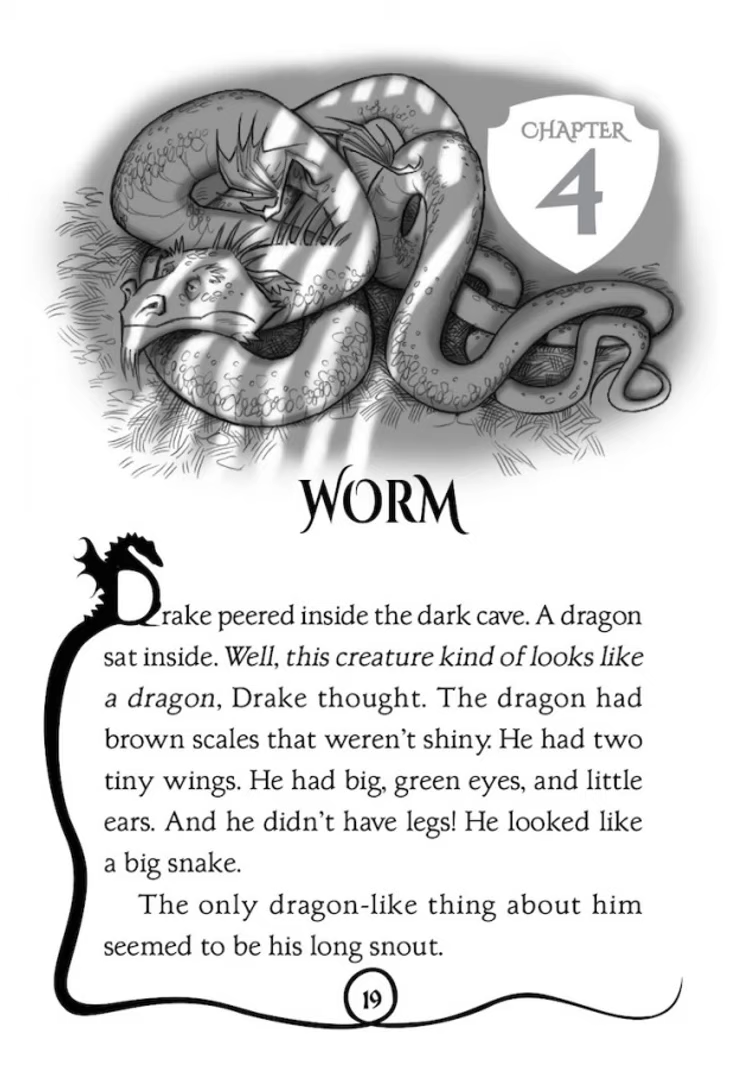 CHAPTER
4
WORM
Drake peered inside the dark cave. A dragon
sat inside. Well, this creature kind of looks like
a dragon, Drake thought. The dragon had
brown scales that weren't shiny. He had two
tiny wings. He had big, green eyes, and little
ears. And he didn't have legs! He looked like
a big snake.
The only dragon-like thing about him
seemed to be his long snout.
19